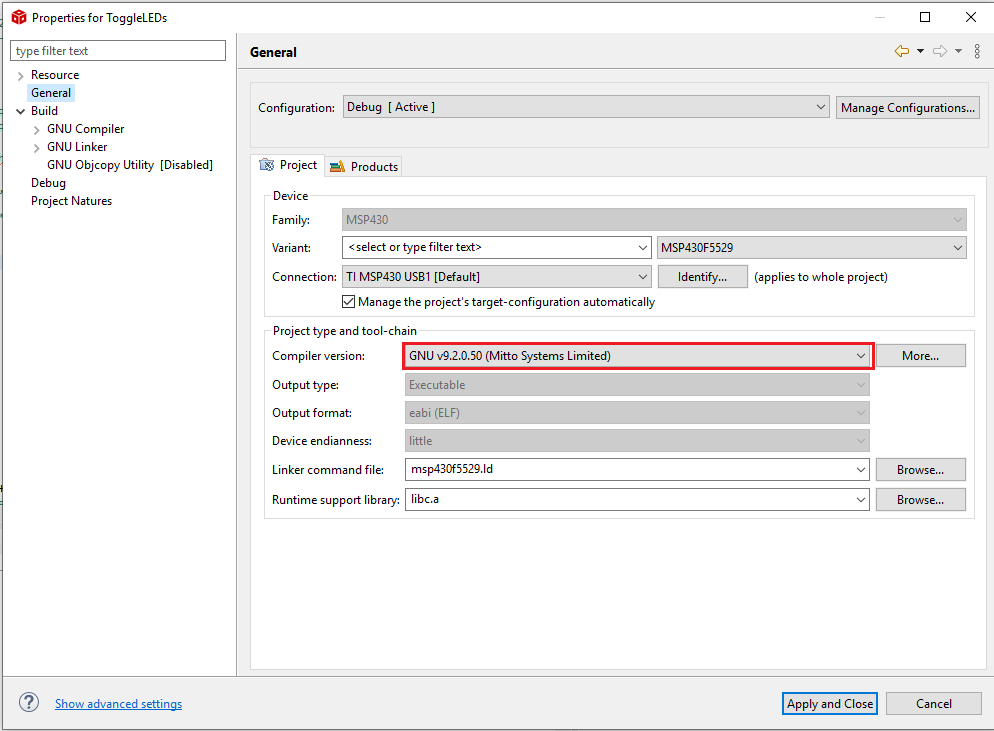 Properties for ToggleLEDs
type filter text
Resource
General
Build
GNU Compiler
GNU Linker
GNU Objcopy Utility [Disabled]
Debug
Project Natures
General
Configuration: Debug [ Active ] Manage Configurations...
Project Products
Device
Family: MSP430
Variant: <select or type filter text> MSP430F5529
Connection: TI MSP430 USB1 [Default] Identify... (applies to whole project)
Manage the project's target-configuration automatically
Project type and tool-chain
Compiler version: GNU v9.2.0.50 (Mitto Systems Limited) More...
Output type: Executable
Output format: eabi (ELF)
Device endianness: little
Linker command file: msp430f5529.ld Browse...
Runtime support library: libc.a Browse...
Show advanced settings
Apply and Close Cancel